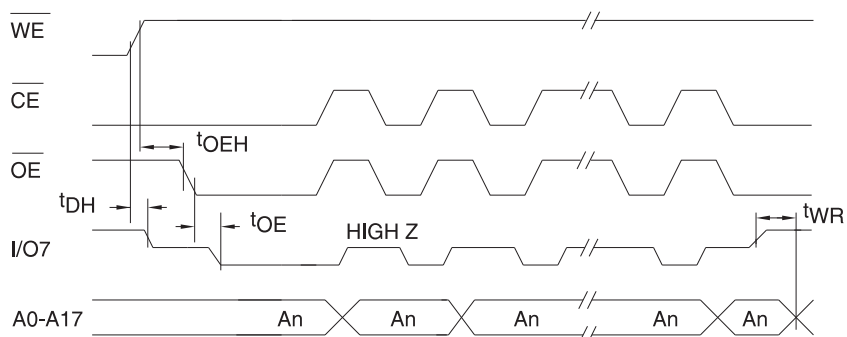 WE
CE
tOEH
OE
tDH
tOE
tWR
HIGH Z
I/O7
A0-A17 An An An An An